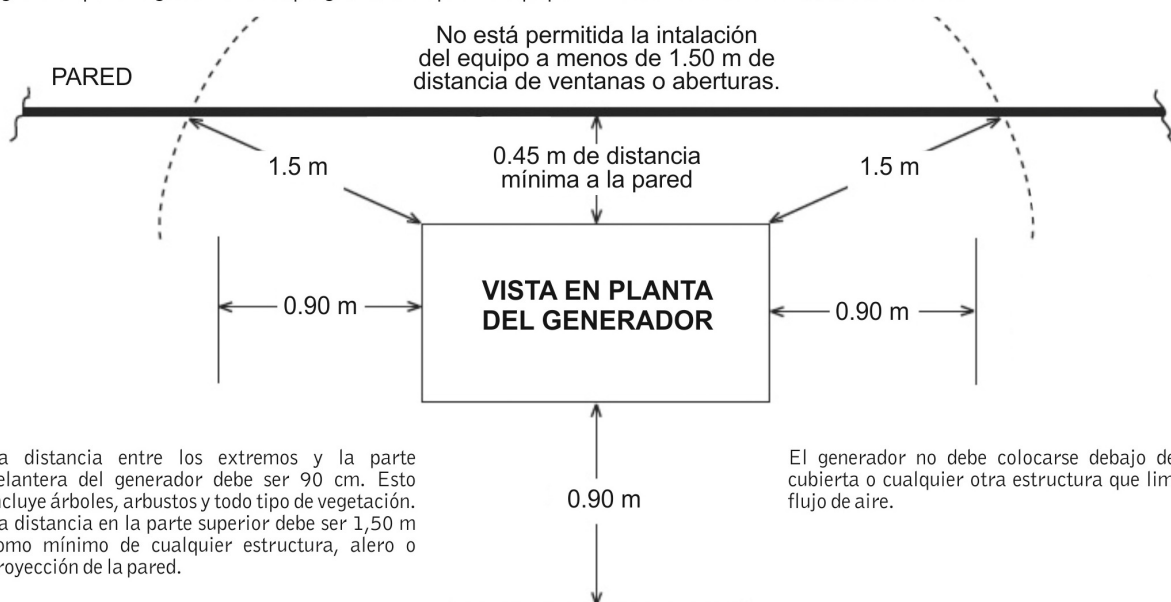 No está permitida la intalación
del equipo a menos de 1.50 m de
distancia de ventanas o aberturas.
PARED
1.5 m
0.45 m de distancia
mínima a la pared
1.5 m
VISTA EN PLANTA
DEL GENERADOR
0.90 m
0.90 m
0.90 m
a distancia entre los extremos y la parte
elantera del generador debe ser 90 cm. Esto
ncluye árboles, arbustos y todo tipo de vegetación.
a distancia en la parte superior debe ser 1,50 m
omo mínimo de cualquier estructura, alero o
royección de la pared.
El generador no debe colocarse debajo de
cubierta o cualquier otra estructura que lim
flujo de aire.